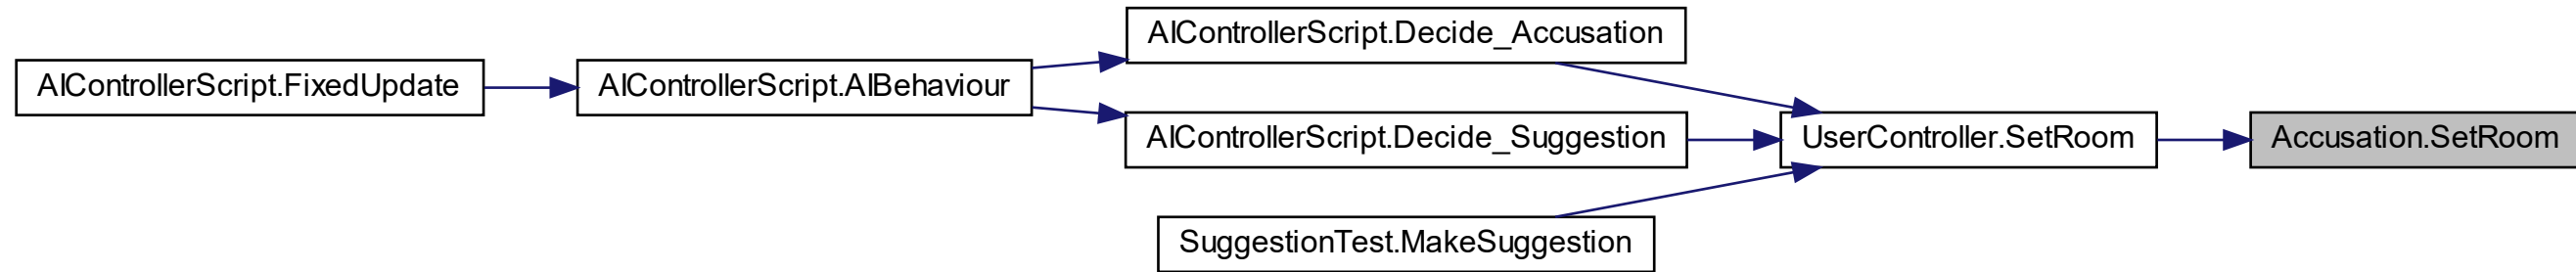 AIControllerScript.FixedUpdate
AIControllerScript.AIBehaviour
AIControllerScript.Decide_Accusation
AIControllerScript.Decide_Suggestion
SuggestionTest.MakeSuggestion
UserController.SetRoom
Accusation.SetRoom